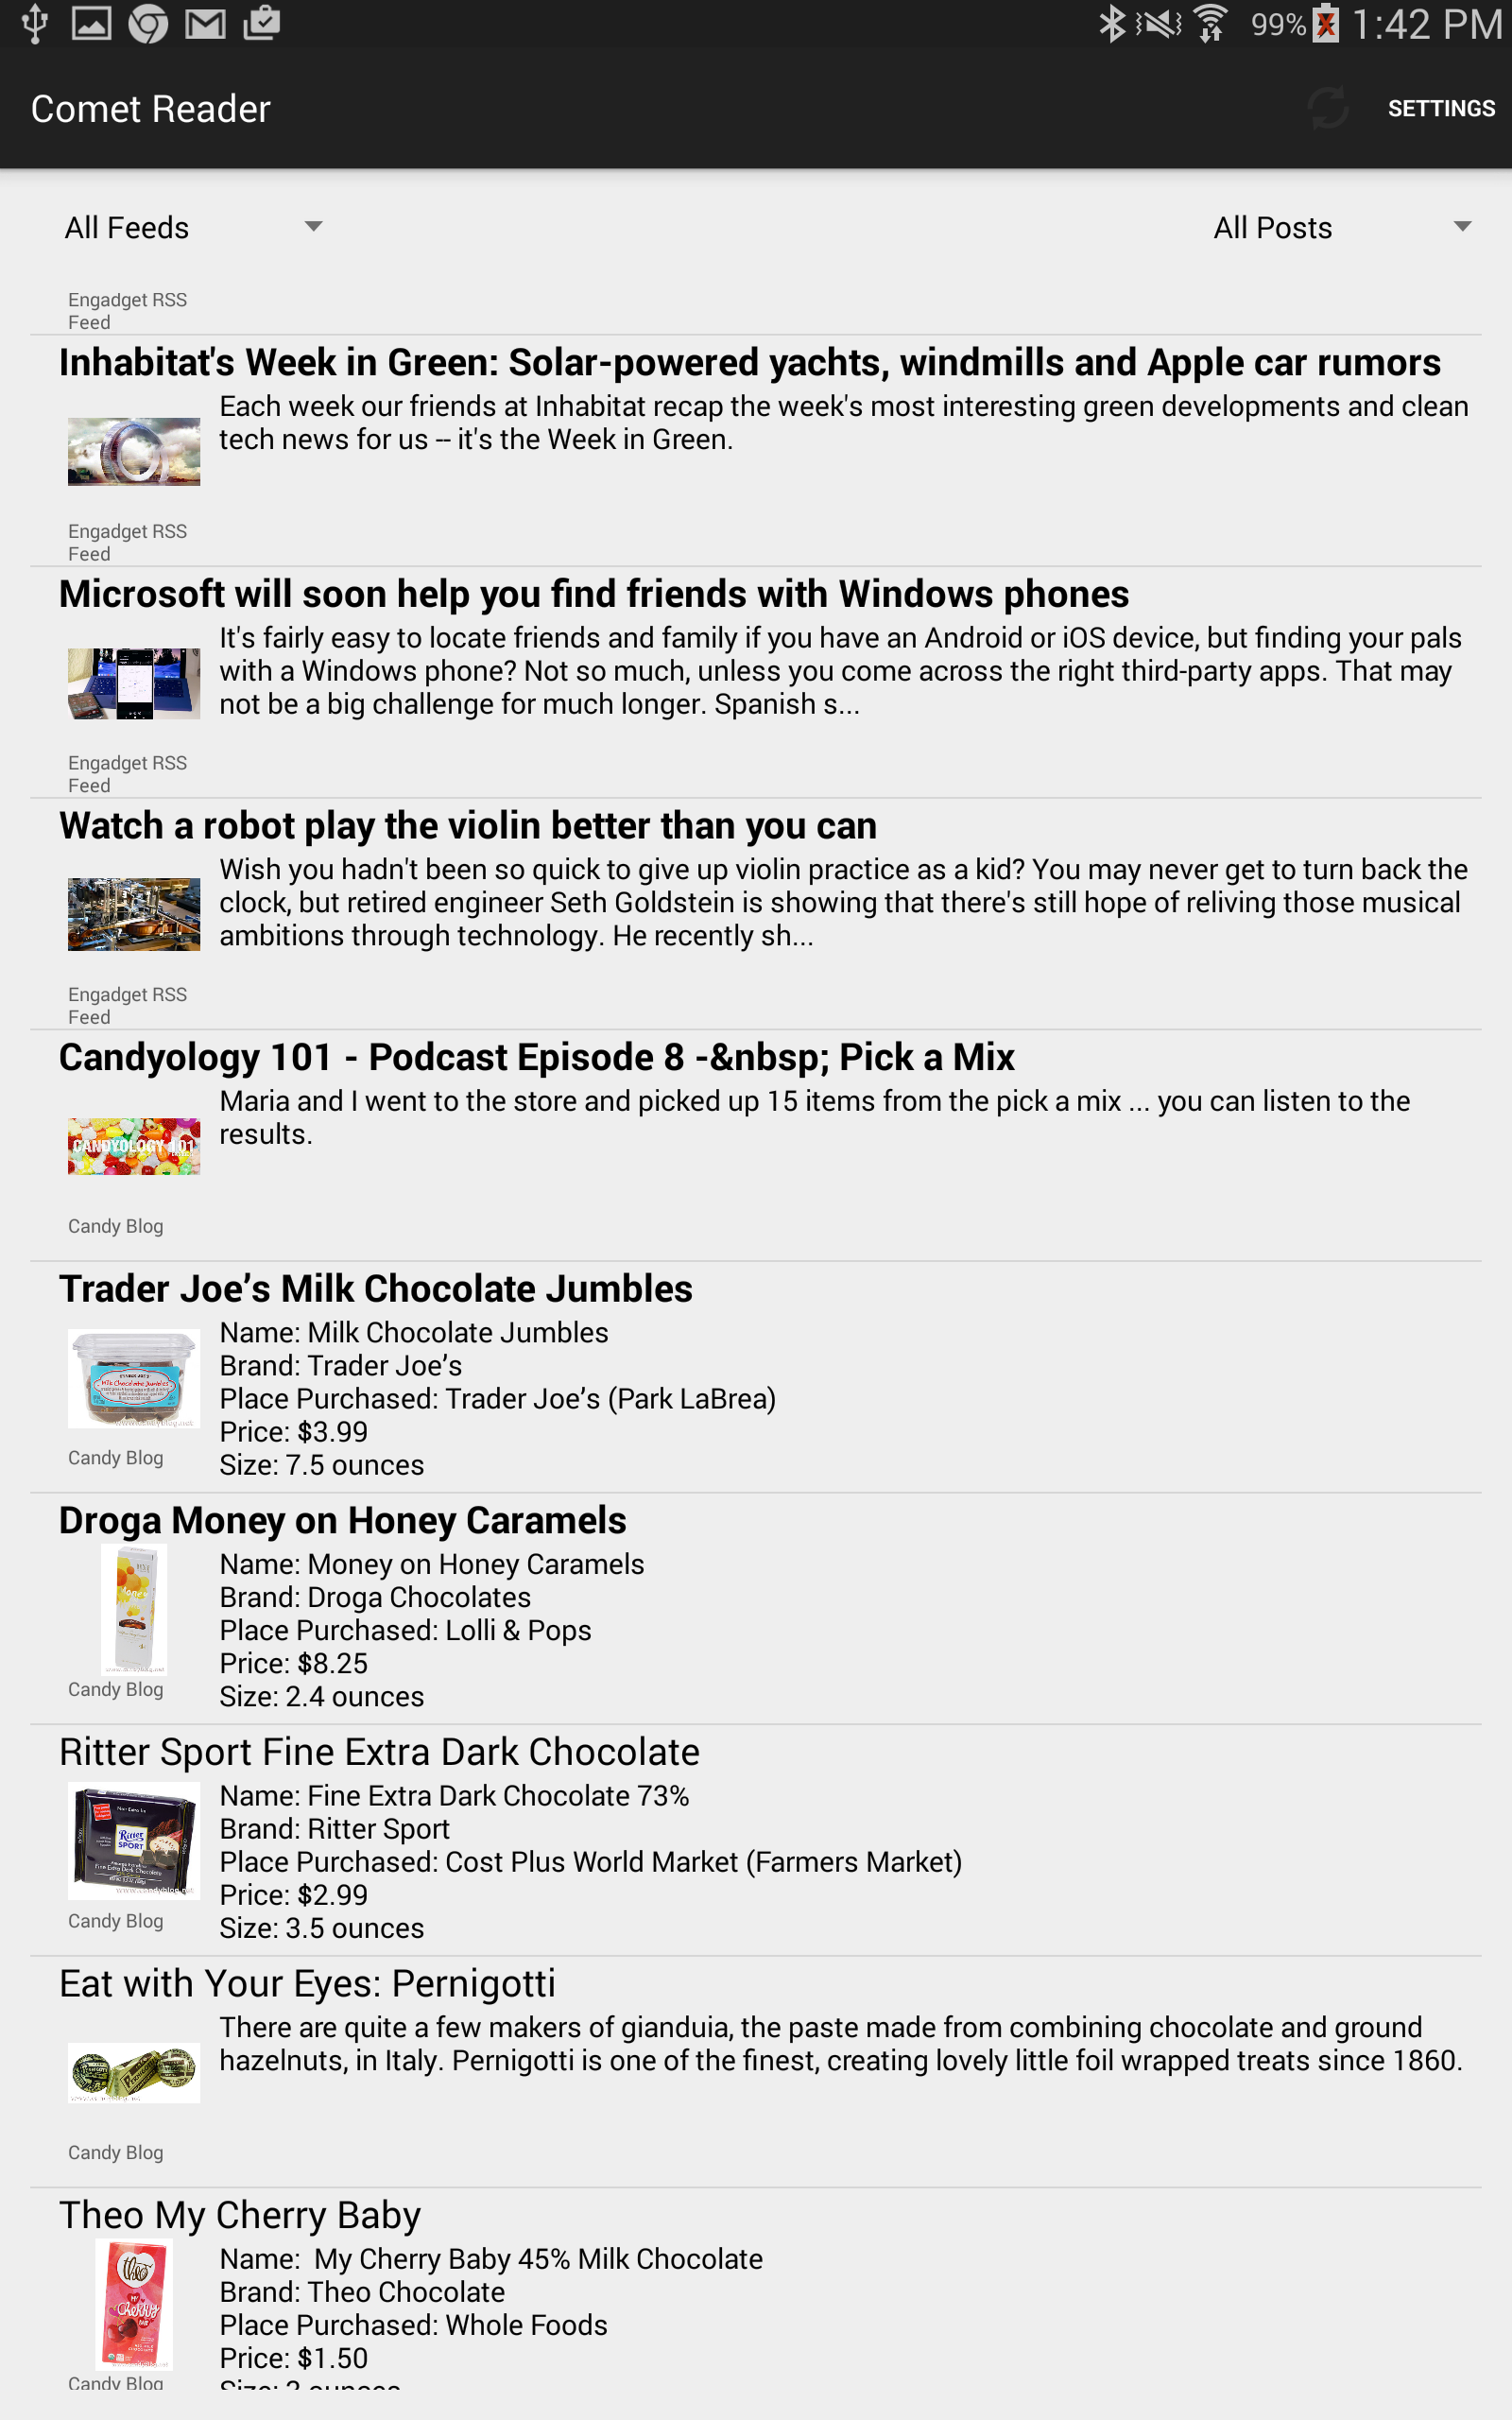 99% 1:42 PM
Comet Reader
SETTINGS
All Feeds
All Posts
Engadget RSS
Feed
Inhabitat's Week in Green: Solar-powered yachts, windmills and Apple car rumors
Each week our friends at Inhabitat recap the week's most interesting green developments and clean
tech news for us -- it's the Week in Green.
Engadget RSS
Feed
Microsoft will soon help you find friends with Windows phones
It's fairly easy to locate friends and family if you have an Android or iOS device, but finding your pals
with a Windows phone? Not so much, unless you come across the right third-party apps. That may
not be a big challenge for much longer. Spanish s...
Engadget RSS
Feed
Watch a robot play the violin better than you can
Wish you hadn't been so quick to give up violin practice as a kid? You may never get to turn back the
clock, but retired engineer Seth Goldstein is showing that there's still hope of reliving those musical
ambitions through technology. He recently sh...
Engadget RSS
Feed
Candyology 101 - Podcast Episode 8 -&nbsp; Pick a Mix
CANDYOLOGY 101
Maria and I went to the store and picked up 15 items from the pick a mix ... you can listen to the
results.
Candy Blog
Trader Joe’s Milk Chocolate Jumbles
Milk Chocolate Jumbles
Name: Milk Chocolate Jumbles
Brand: Trader Joe’s
Place Purchased: Trader Joe’s (Park LaBrea)
Price: $3.99
Size: 7.5 ounces
Candy Blog
Droga Money on Honey Caramels
Name: Money on Honey Caramels
Brand: Droga Chocolates
Place Purchased: Lolli & Pops
Price: $8.25
Size: 2.4 ounces
Candy Blog
Ritter Sport Fine Extra Dark Chocolate
Ritter
SPORT
Fine Extra Dark Chocolate
Name: Fine Extra Dark Chocolate 73%
Brand: Ritter Sport
Place Purchased: Cost Plus World Market (Farmers Market)
Price: $2.99
Size: 3.5 ounces
Candy Blog
Eat with Your Eyes: Pernigotti
There are quite a few makers of gianduia, the paste made from combining chocolate and ground
hazelnuts, in Italy. Pernigotti is one of the finest, creating lovely little foil wrapped treats since 1860.
Candy Blog
Theo My Cherry Baby
theo
Cherry
Name:  My Cherry Baby 45% Milk Chocolate
Brand: Theo Chocolate
Place Purchased: Whole Foods
Price: $1.50
Candy Blog